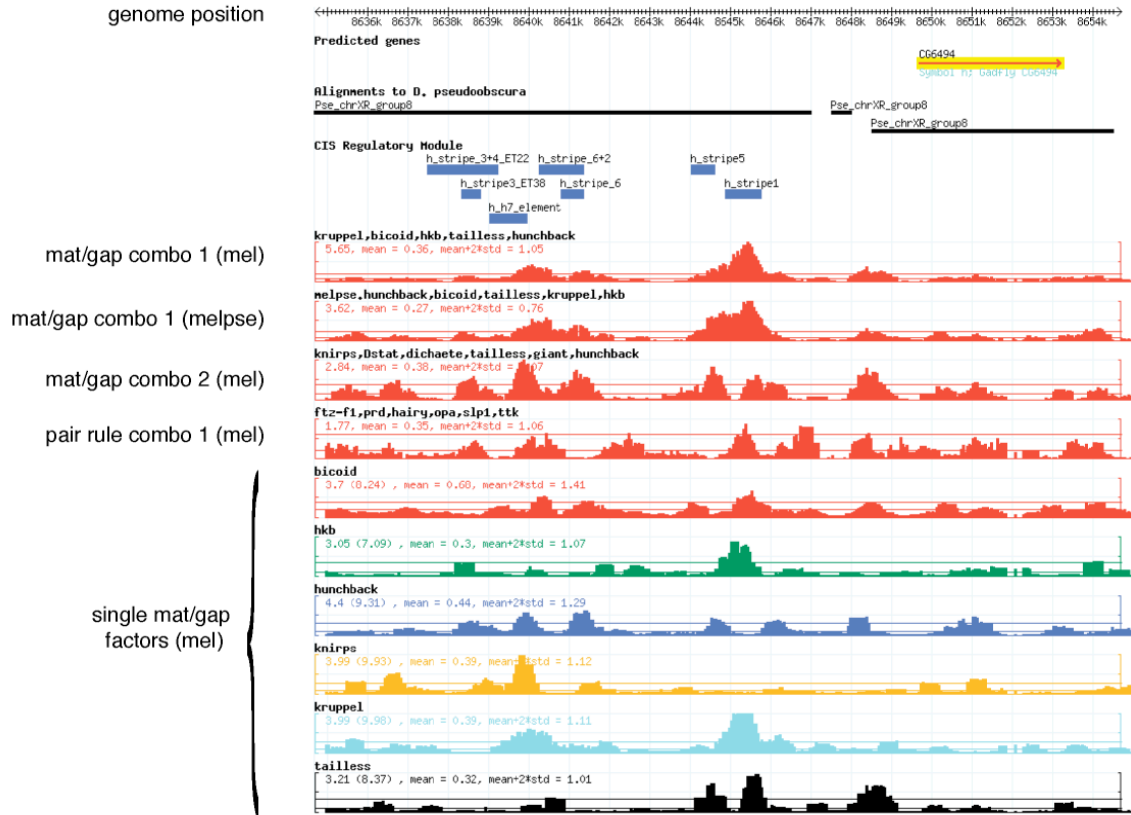 genome position
8636k 8637k 8638k 8639k 8640k 8641k 8642k 8643k 8644k 8645k 8646k 8647k 8648k 8649k 8650k 8651k 8652k 8653k 8654k
Predicted genes
CG6494
Symbol h; Gadfly CG6494
Alignments to D. pseudoobscura
Pse_chrXR_group8 Pse_chrXR_group8
Pse_chrXR_group8
CIS Regulatory Module
h_stripe_3+4_ET22 h_stripe_6+2 h_stripe5
h_stripe3_ET38 h_stripe_6 h_stripe1
h_h7_element
kruppel,bicoid,hkb,tailless,hunchback
mat/gap combo 1 (mel)
5.65, mean = 0.36, mean+2*std = 1.05
melpse.hunchback,bicoid,tailless,kruppel,hkb
mat/gap combo 1 (melpse)
3.62, mean = 0.27, mean+2*std = 0.76
knirps,Dstat,dichaete,tailless,giant,hunchback
mat/gap combo 2 (mel)
2.84, mean = 0.38, mean+2*std = 1.07
ftz-f1,prd,hairy,opa,slp1,ttk
pair rule combo 1 (mel)
1.77, mean = 0.35, mean+2*std = 1.06
bicoid
3.7 (8.24) , mean = 0.68, mean+2*std = 1.41
hkb
3.05 (7.09) , mean = 0.3, mean+2*std = 1.07
hunchback
4.4 (9.31) , mean = 0.44, mean+2*std = 1.29
single mat/gap
factors (mel)
knirps
3.99 (9.93) , mean = 0.39, mean+2*std = 1.12
kruppel
3.99 (9.98) , mean = 0.39, mean+2*std = 1.11
tailless
3.21 (8.37) , mean = 0.32, mean+2*std = 1.01